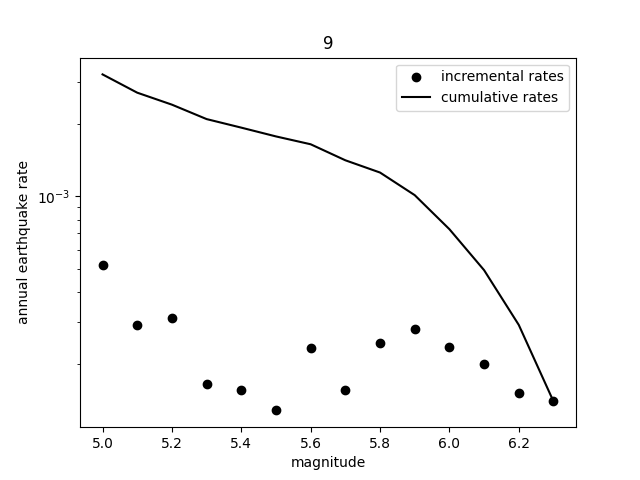 9
incremental rates
cumulative rates
annual earthquake rate
10⁻³
5.0 5.2 5.4 5.6 5.8 6.0 6.2
magnitude